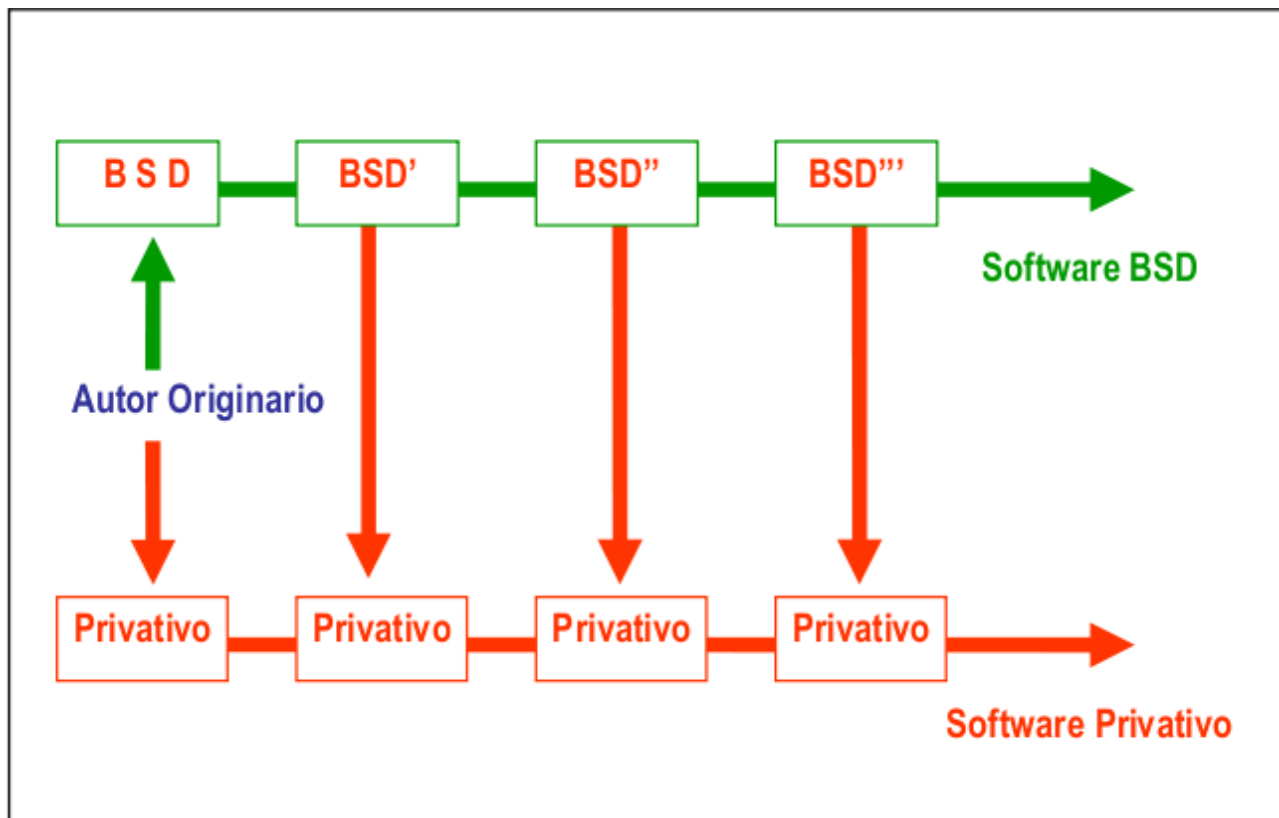 B S D BSD’ BSD’’ BSD’’’
Software BSD
Autor Originario
Privativo Privativo Privativo Privativo
Software Privativo